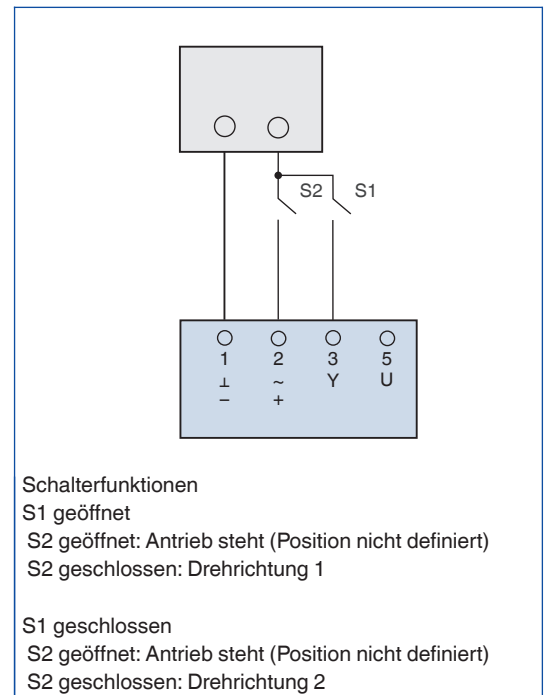 S2 S1
1 2 3 5
⊥ ~ Y U
– +
Schalterfunktionen
S1 geöffnet
S2 geöffnet: Antrieb steht (Position nicht definiert)
S2 geschlossen: Drehrichtung 1
S1 geschlossen
S2 geöffnet: Antrieb steht (Position nicht definiert)
S2 geschlossen: Drehrichtung 2